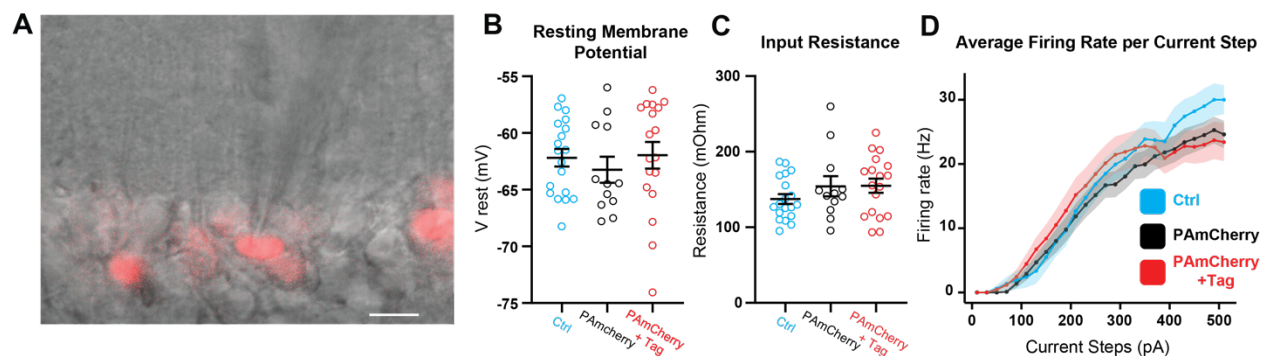 A
B
Resting Membrane
Potential
V rest (mV)
-55
-60
-65
-70
-75
Ctrl
PAmcherry
PAmCherry
+ Tag
C
Input Resistance
Resistance (mOhm)
300
200
100
0
Ctrl
PAmCherry
PAmCherry
+ Tag
D
Average Firing Rate per Current Step
Firing rate (Hz)
30
20
10
0
Ctrl
PAmCherry
PAmCherry
+Tag
0 100 200 300 400 500
Current Steps (pA)